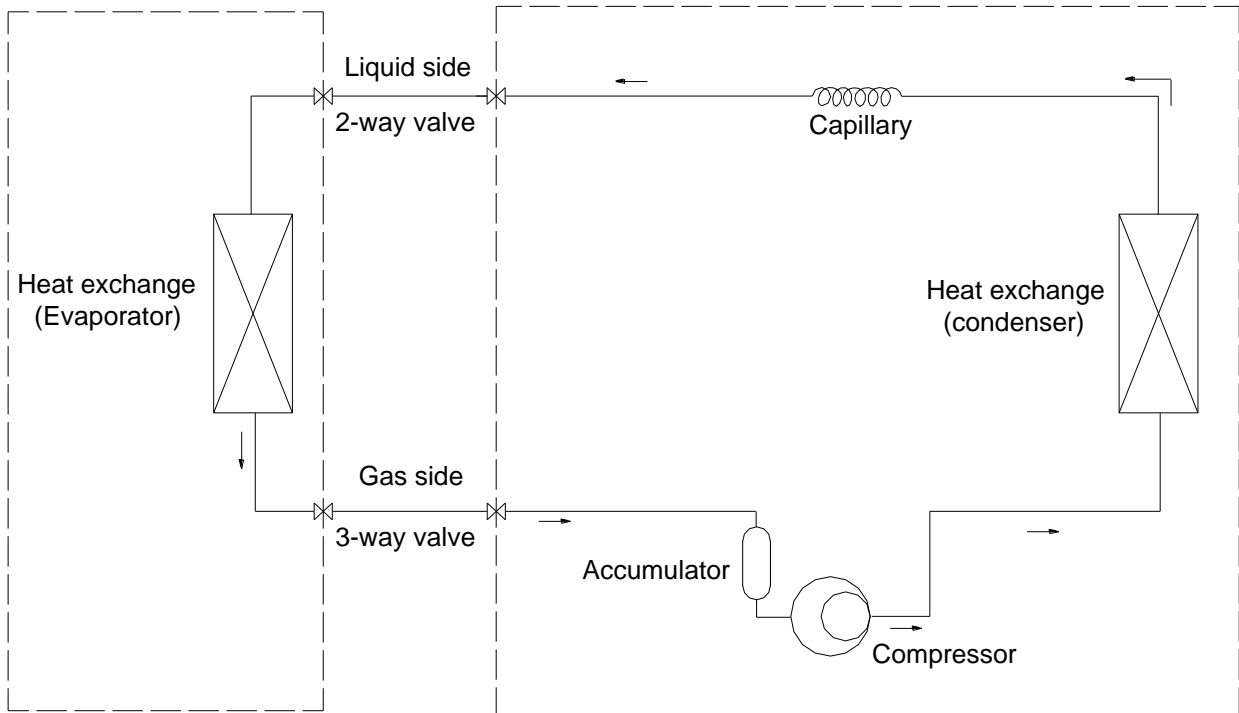 Liquid side
2-way valve
Capillary
Heat exchange
(Evaporator)
Heat exchange
(condenser)
Gas side
3-way valve
Accumulator
Compressor